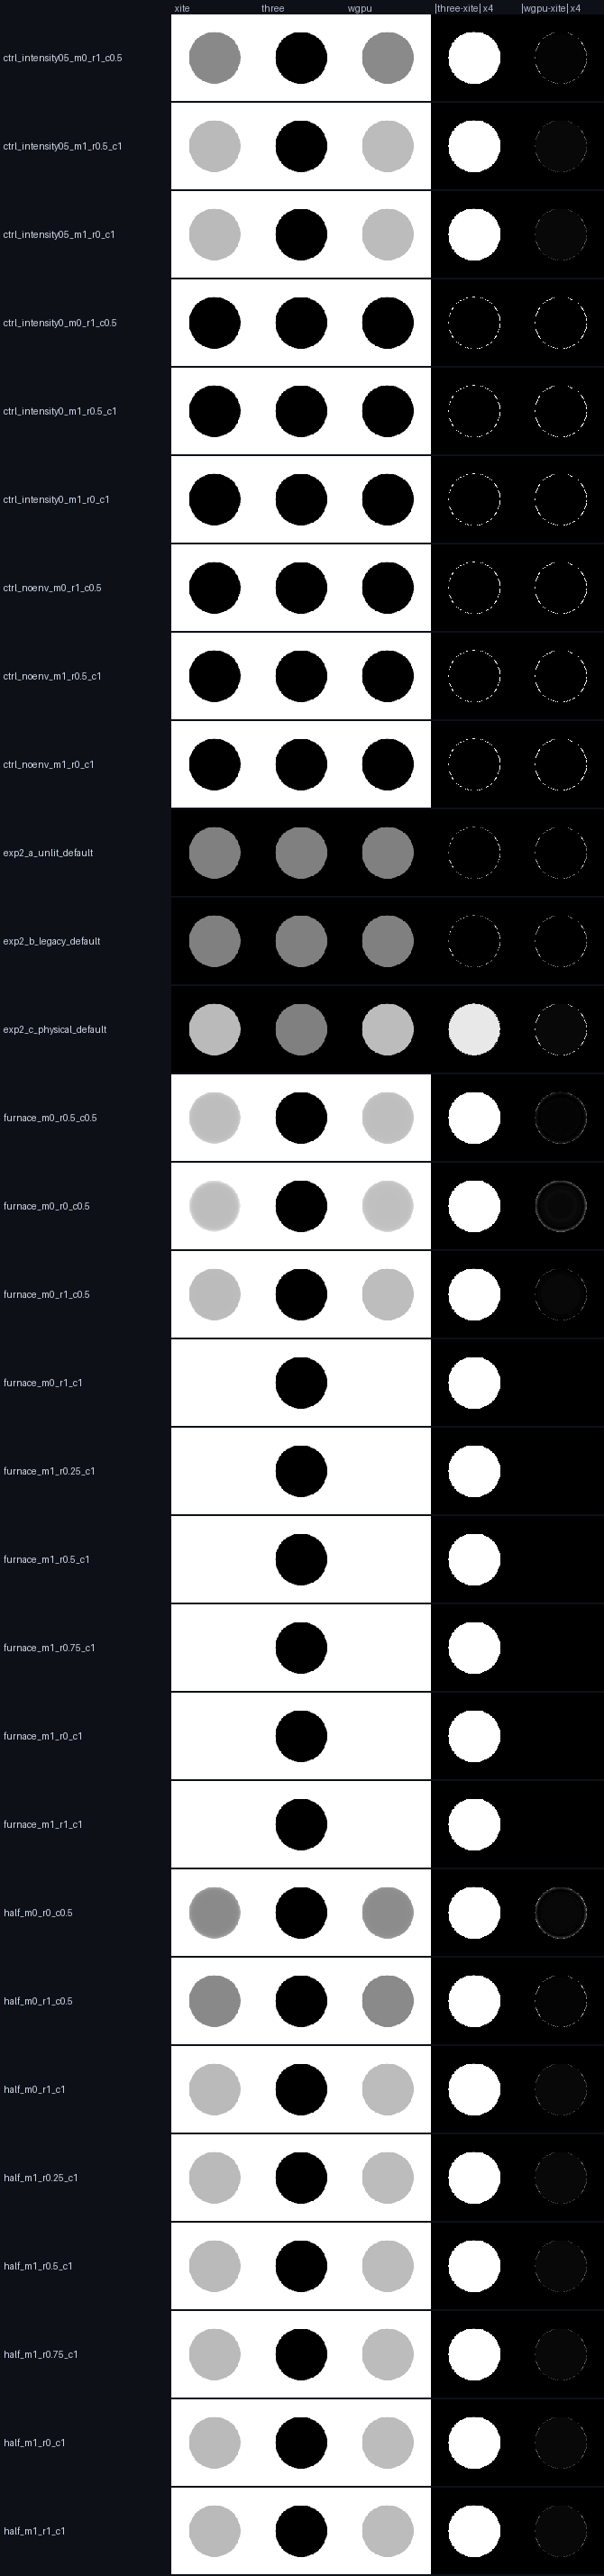 xite three wgpu |three-xite| x4 |wgpu-xite| x4
ctrl_intensity05_m0_r1_c0.5
ctrl_intensity05_m1_r0.5_c1
ctrl_intensity05_m1_r0_c1
ctrl_intensity0_m0_r1_c0.5
ctrl_intensity0_m1_r0.5_c1
ctrl_intensity0_m1_r0_c1
ctrl_noenv_m0_r1_c0.5
ctrl_noenv_m1_r0.5_c1
ctrl_noenv_m1_r0_c1
exp2_a_unlit_default
exp2_b_legacy_default
exp2_c_physical_default
furnace_m0_r0.5_c0.5
furnace_m0_r0_c0.5
furnace_m0_r1_c0.5
furnace_m0_r1_c1
furnace_m1_r0.25_c1
furnace_m1_r0.5_c1
furnace_m1_r0.75_c1
furnace_m1_r0_c1
furnace_m1_r1_c1
half_m0_r0_c0.5
half_m0_r1_c0.5
half_m0_r1_c1
half_m1_r0.25_c1
half_m1_r0.5_c1
half_m1_r0.75_c1
half_m1_r0_c1
half_m1_r1_c1